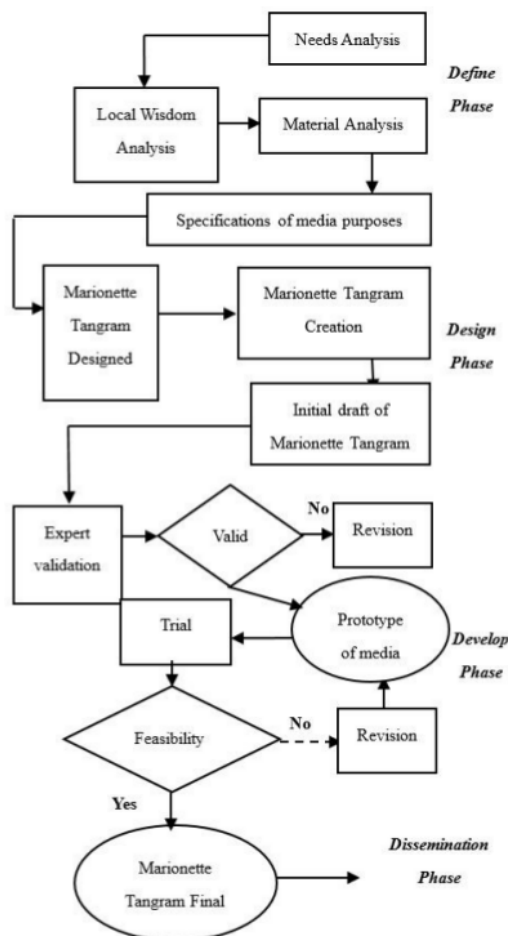 Needs Analysis
Define
Phase
Local Wisdom
Analysis
Material Analysis
Specifications of media purposes
Marionette
Tangram
Designed
Marionette Tangram
Creation
Design
Phase
Initial draft of
Marionette Tangram
Expert
validation
Valid
No
Revision
Trial
Prototype
of media
Develop
Phase
Feasibility
No
Revision
Yes
Marionette
Tangram Final
Dissemination
Phase